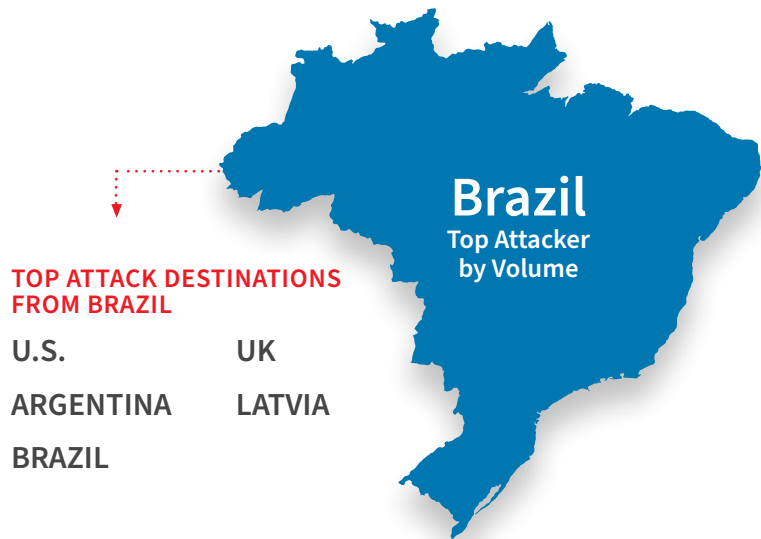 Brazil
Top Attacker
by Volume
TOP ATTACK DESTINATIONS
FROM BRAZIL
U.S.
UK
ARGENTINA
LATVIA
BRAZIL